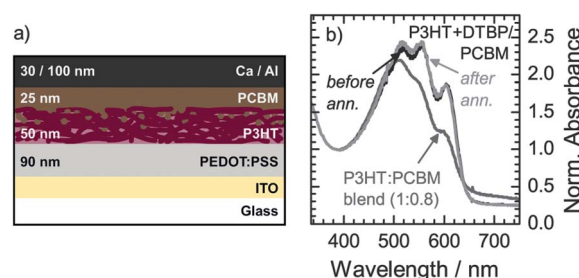 a)
30 / 100 nm Ca / Al
25 nm PCBM
50 nm P3HT
90 nm PEDOT:PSS
ITO
Glass
b)
P3HT+DTBP/
PCBM
before
ann.
after
ann.
P3HT:PCBM
blend (1:0.8)
2.5
2.0
1.5
1.0
0.5
0.0
Norm. Absorbance
400 500 600 700
Wavelength / nm